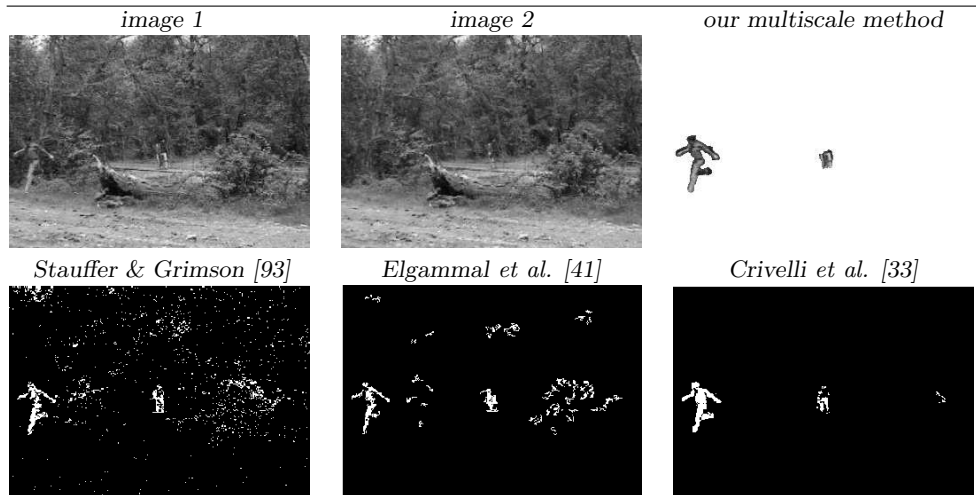 image 1 image 2 our multiscale method
Stauffer & Grimson [93] Elgammal et al. [41] Crivelli et al. [33]